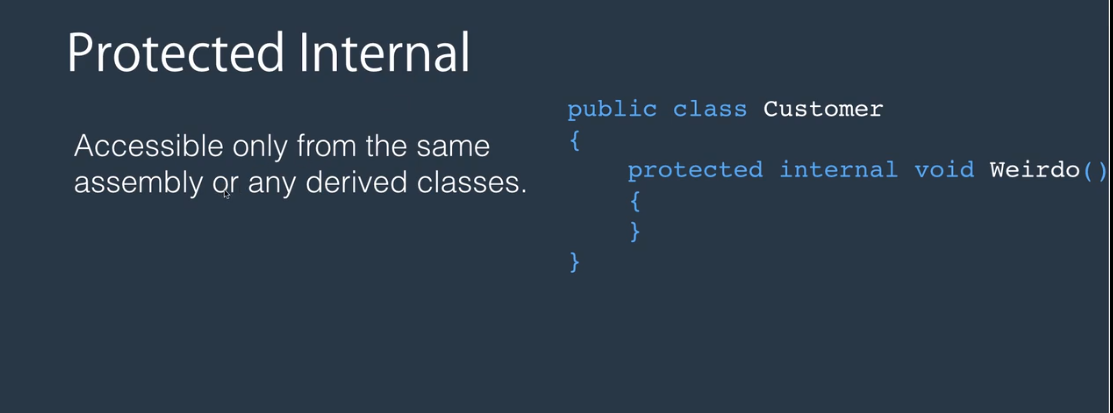 Protected Internal
Accessible only from the same
assembly or any derived classes.
public class Customer
{
protected internal void Weirdo()
{
}
}